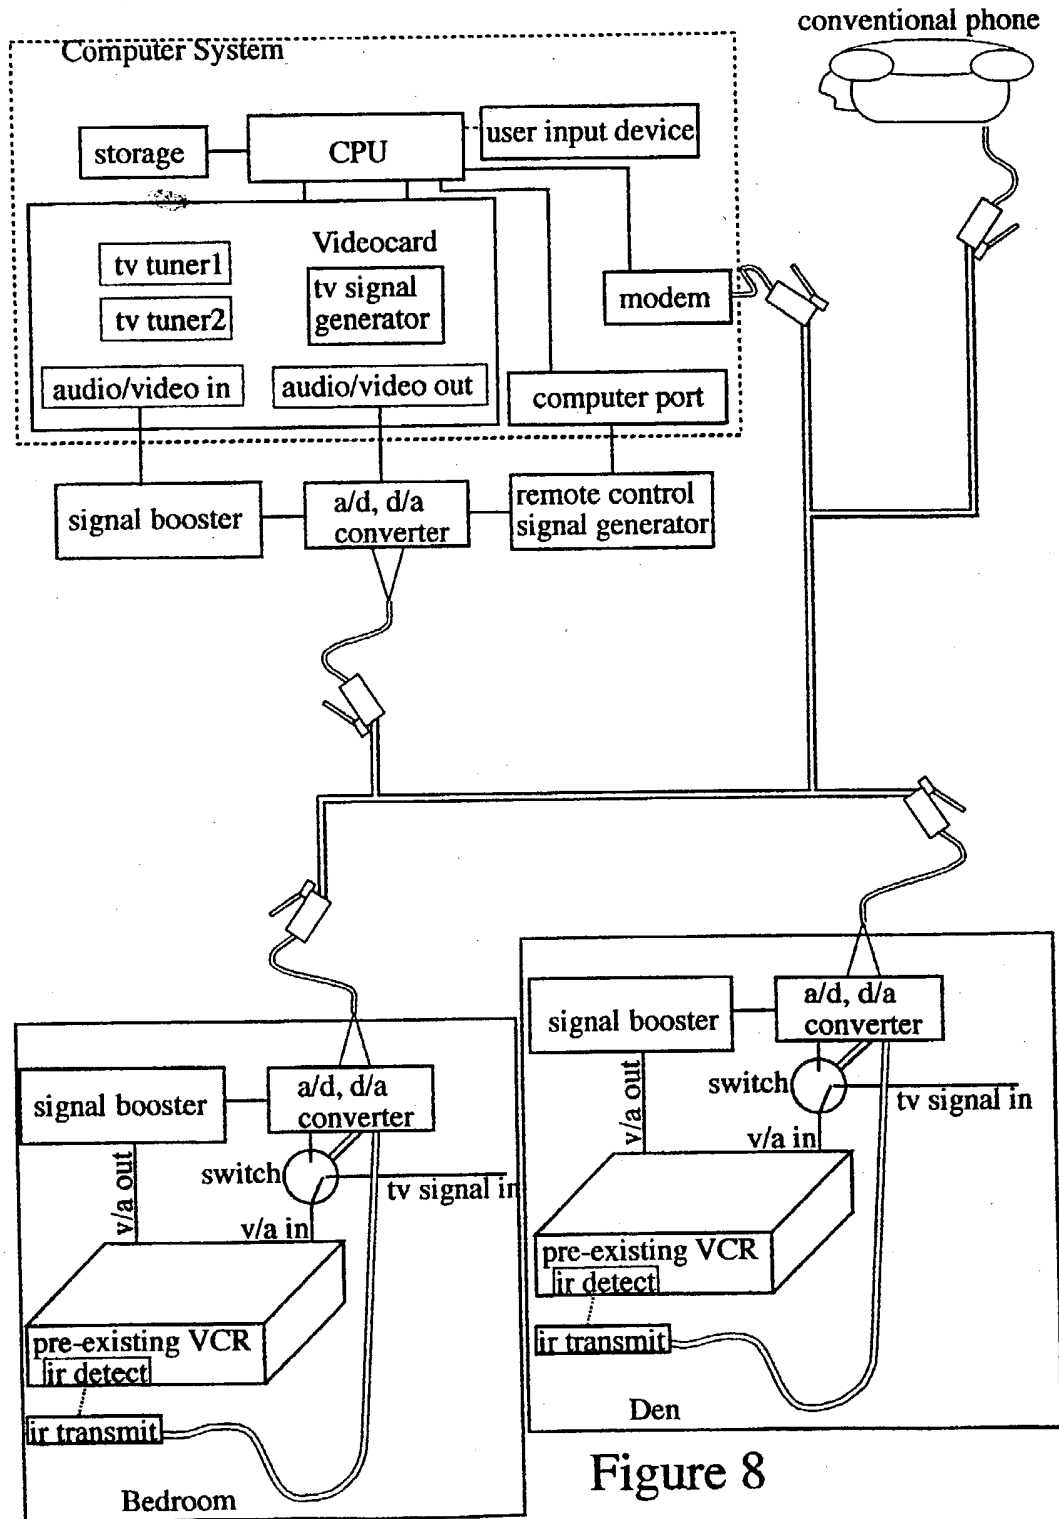 conventional phone
Computer System
storage
CPU
user input device
tv tuner1
tv tuner2
Videocard
tv signal
generator
modem
audio/video in
audio/video out
computer port
signal booster
a/d, d/a
converter
remote control
signal generator
signal booster
a/d, d/a
converter
switch
tv signal in
v/a out
v/a in
pre-existing VCR
ir detect
ir transmit
Den
signal booster
a/d, d/a
converter
switch
tv signal in
v/a out
v/a in
pre-existing VCR
ir detect
ir transmit
Bedroom
Figure 8